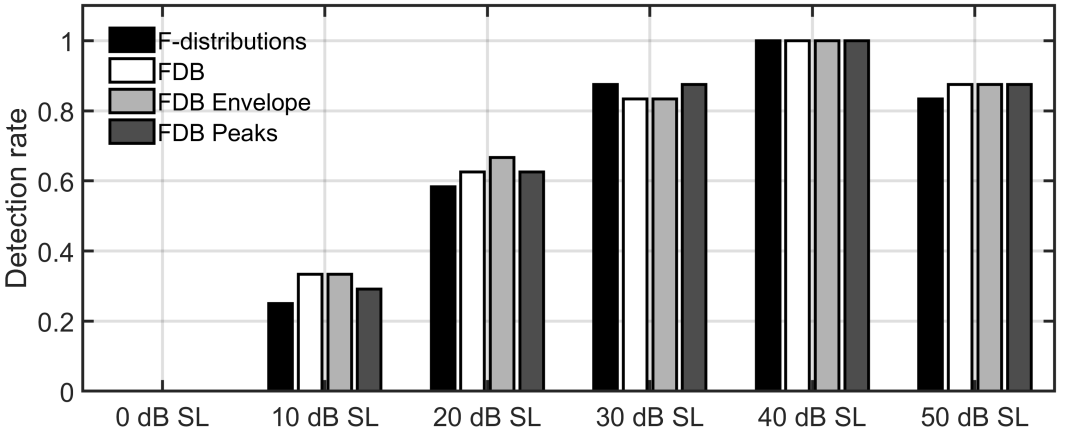 F-distributions
FDB
FDB Envelope
FDB Peaks
Detection rate
1
0.8
0.6
0.4
0.2
0
0 dB SL 10 dB SL 20 dB SL 30 dB SL 40 dB SL 50 dB SL